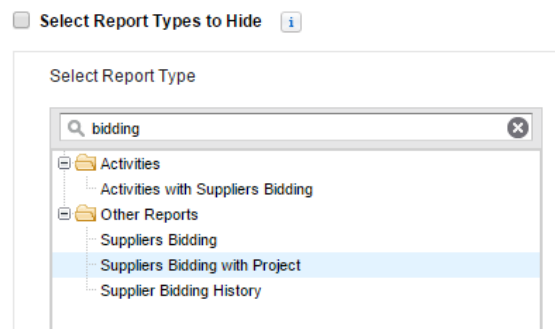 Select Report Types to Hide i
Select Report Type
bidding
Activities
Activities with Suppliers Bidding
Other Reports
Suppliers Bidding
Suppliers Bidding with Project
Supplier Bidding History